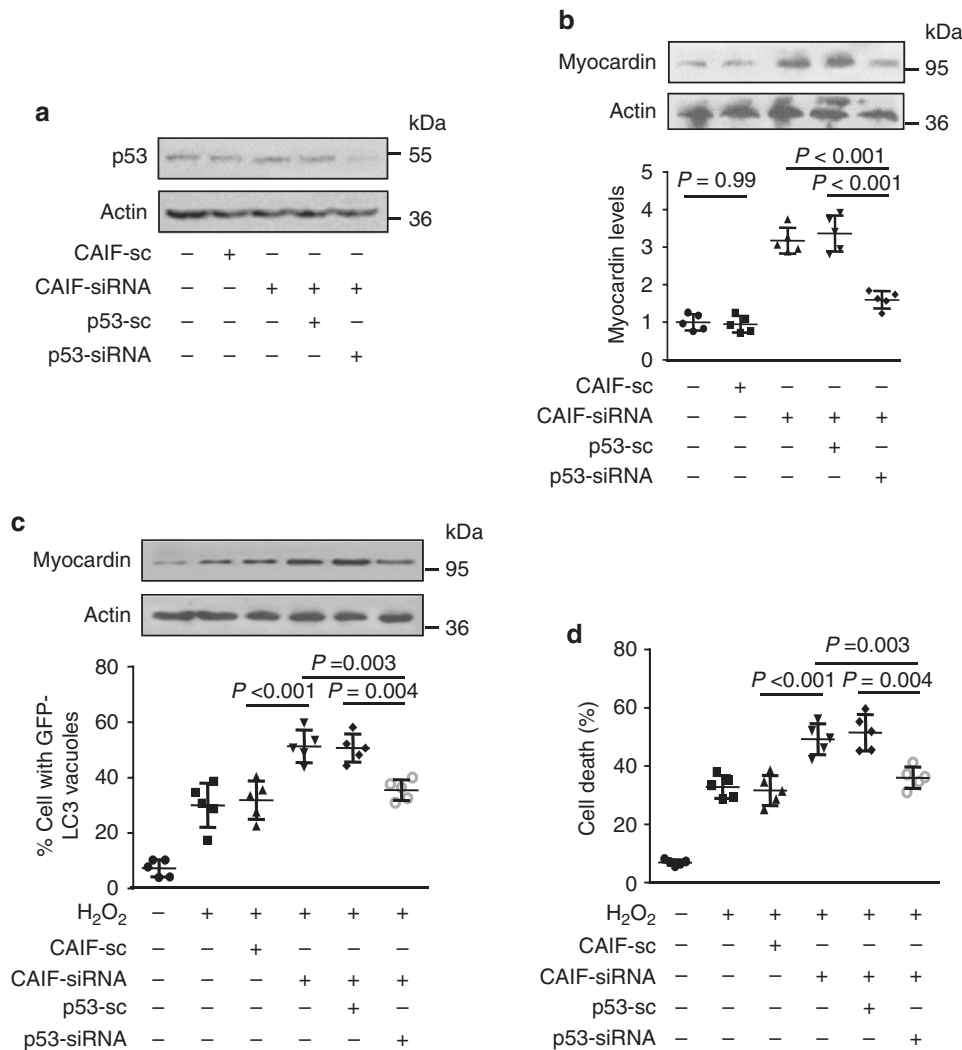 a
kDa
p53
55
Actin
36
CAIF-sc – + – – –
CAIF-siRNA – – + + +
p53-sc – – – + –
p53-siRNA – – – – +
b
kDa
Myocardin
95
Actin
36
P < 0.001
P = 0.99
P < 0.001
Myocardin levels
5
4
3
2
1
0
CAIF-sc – + – – –
CAIF-siRNA – – + + +
p53-sc – – – + –
p53-siRNA – – – – +
c
kDa
Myocardin
95
Actin
36
P =0.003
P <0.001
P = 0.004
% Cell with GFP-
LC3 vacuoles
80
60
40
20
0
H₂O₂ – + + + + +
CAIF-sc – – + – – –
CAIF-siRNA – – – + + +
p53-sc – – – – + –
p53-siRNA – – – – – +
d
P =0.003
P <0.001
P = 0.004
Cell death (%)
80
60
40
20
0
H₂O₂ – + + + + +
CAIF-sc – – + – – –
CAIF-siRNA – – – + + +
p53-sc – – – – + –
p53-siRNA – – – – – +